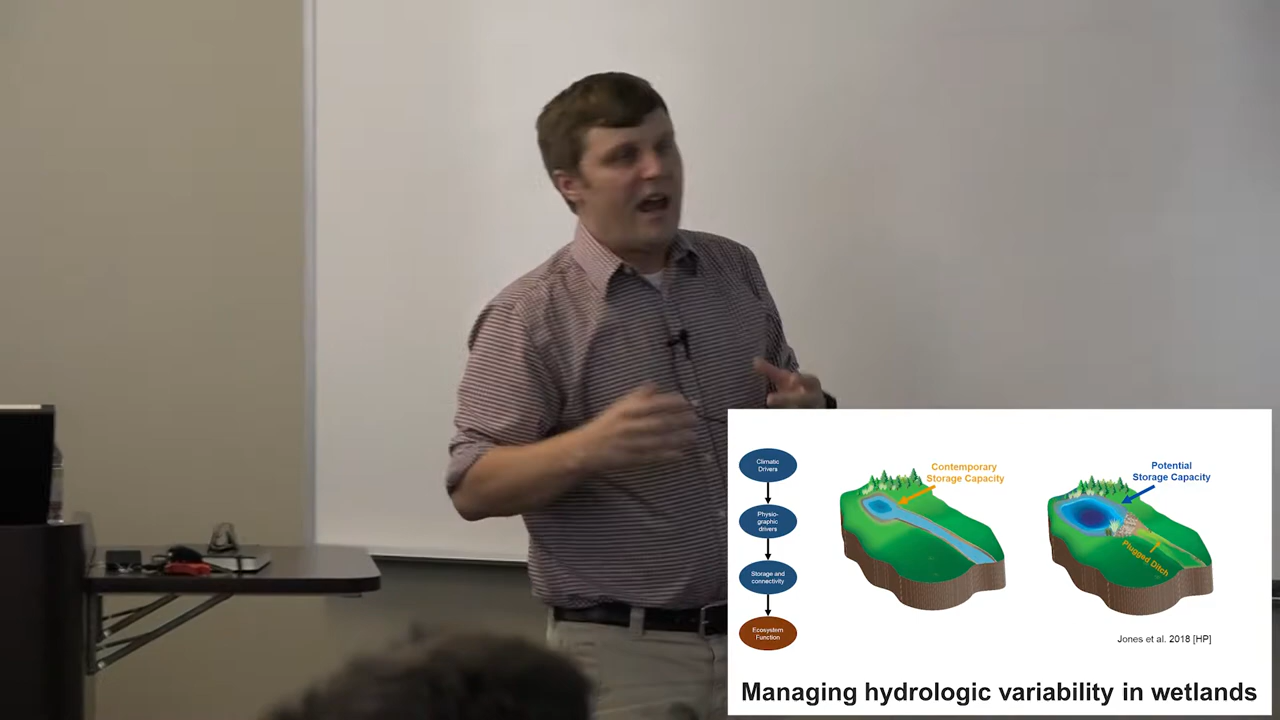 Climatic
Drivers
Physio-
graphic
drivers
Storage and
connectivity
Ecosystem
Function
Contemporary
Storage Capacity
Potential
Storage Capacity
Plugged Ditch
Jones et al. 2018 [HP]
Managing hydrologic variability in wetlands